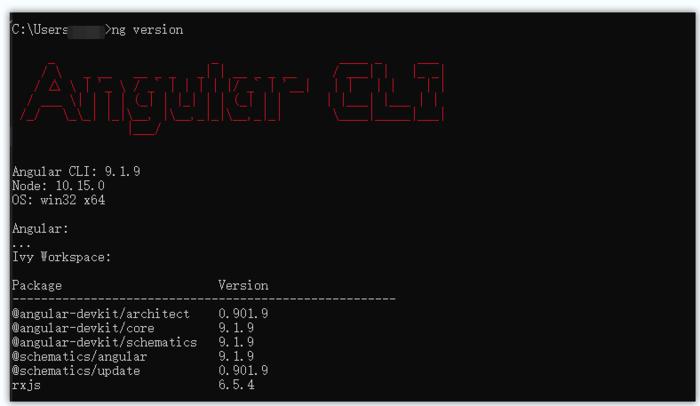 C:\Users >ng version
Angular CLI
Angular CLI: 9.1.9
Node: 10.15.0
OS: win32 x64
Angular:
...
Ivy Workspace:
Package Version
------------------------------------------------------
@angular-devkit/architect 0.901.9
@angular-devkit/core 9.1.9
@angular-devkit/schematics 9.1.9
@schematics/angular 9.1.9
@schematics/update 0.901.9
rxjs 6.5.4